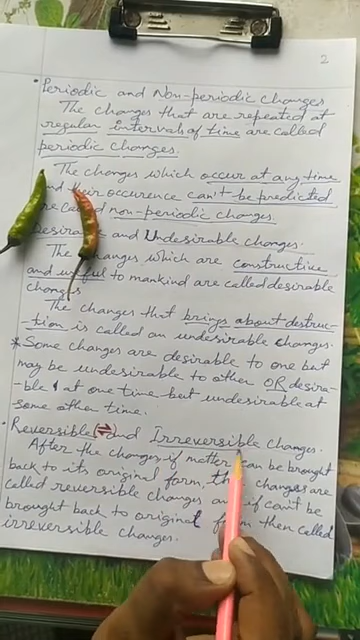 2
• Periodic and Non-periodic changes
The changes that are repeated at
regular intervals of time are called
periodic changes.
The changes which occur at any time
and their occurence can't be predicted
are called non-periodic changes.
Desirable and Undesirable changes.
The changes which are constructive
and useful to mankind are called desirable
changes
The changes that brings about destruc-
-tion is called an undesirable changes.
* Some changes are desirable to one but
may be undesirable to other OR desira-
-ble at one time but undesirable at
some other time.
• Reversible (⇌) and Irreversible changes.
After the changes if matter can be brought
back to its original form, the changes are
called reversible changes and if can't be
brought back to original form then called
irreversible changes.